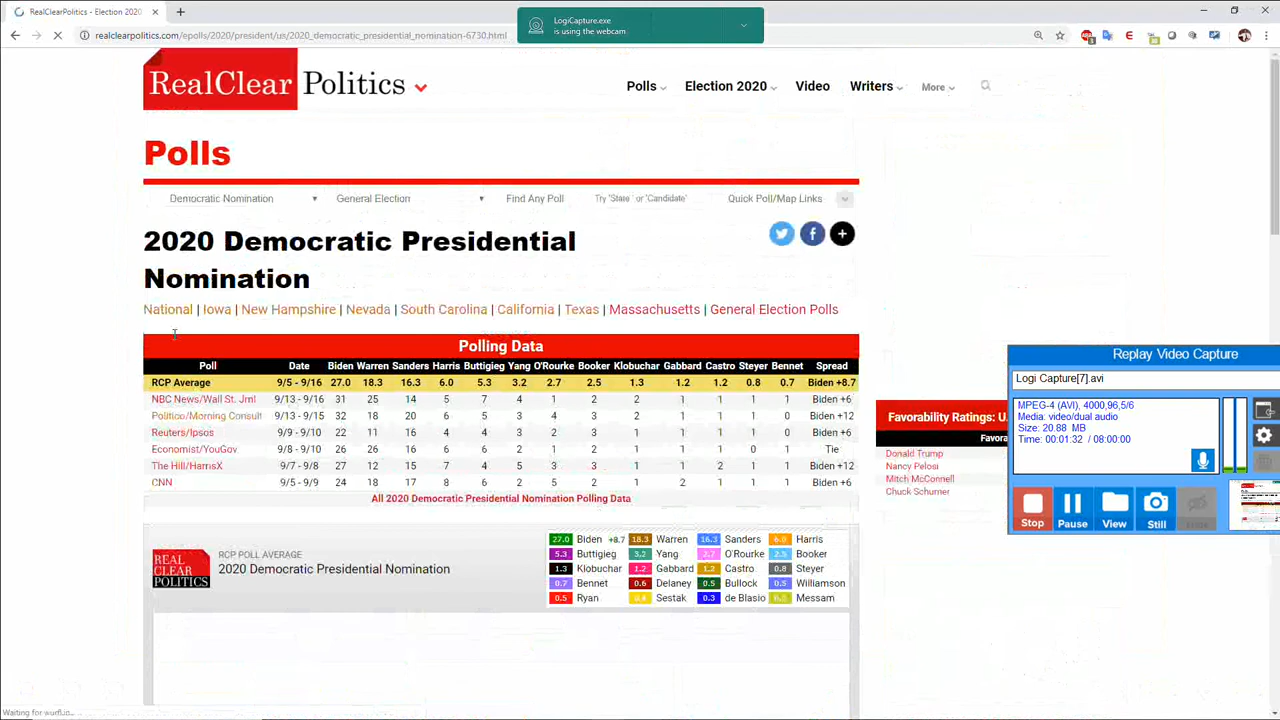 RealClearPolitics - Election 2020
LogiCapture.exe
is using the webcam
realclearpolitics.com/epolls/2020/president/us/2020_democratic_presidential_nomination-6730.html
RealClear Politics
Polls Election 2020 Video Writers More
Polls
Democratic Nomination General Election Find Any Poll Try 'State' or 'Candidate' Quick Poll/Map Links
2020 Democratic Presidential
Nomination
National | Iowa | New Hampshire | Nevada | South Carolina | California | Texas | Massachusetts | General Election Polls
Polling Data
Poll Date Biden Warren Sanders Harris Buttigieg Yang O'Rourke Booker Klobuchar Gabbard Castro Steyer Bennet Spread
RCP Average 9/5 - 9/16 27.0 18.3 16.3 6.0 5.3 3.2 2.7 2.5 1.3 1.2 1.2 0.8 0.7 Biden +8.7
NBC News/Wall St. Jrnl 9/13 - 9/16 31 25 14 5 7 4 1 2 2 1 1 1 1 Biden +6
Politico/Morning Consult 9/13 - 9/15 32 18 20 6 5 3 4 3 2 1 1 1 0 Biden +12
Reuters/Ipsos 9/9 - 9/10 22 11 16 4 4 3 2 3 1 1 1 1 0 Biden +6
Economist/YouGov 9/8 - 9/10 26 26 16 6 6 2 1 2 1 1 1 0 1 Tie
The Hill/HarrisX 9/7 - 9/8 27 12 15 7 4 5 3 3 1 1 2 1 1 Biden +12
CNN 9/5 - 9/9 24 18 17 8 6 2 5 2 1 2 1 1 1 Biden +6
All 2020 Democratic Presidential Nomination Polling Data
REAL
CLEAR
POLITICS
RCP POLL AVERAGE
2020 Democratic Presidential Nomination
27.0 Biden +8.7 18.3 Warren 16.3 Sanders 6.0 Harris
5.3 Buttigieg 3.2 Yang 2.7 O'Rourke 2.5 Booker
1.3 Klobuchar 1.2 Gabbard 1.2 Castro 0.8 Steyer
0.7 Bennet 0.6 Delaney 0.5 Bullock Williamson
0.5 Ryan Sestak 0.3 de Blasio Messam
Favorability Ratings: U.
Favora
Donald Trump
Nancy Pelosi
Mitch McConnell
Chuck Schumer
Replay Video Capture
Logi Capture[7].avi
MPEG-4 (AVI), 4000,96,5/6
Media: video/dual audio
Size: 20.88 MB
Time: 00:01:32 / 08:00:00
Stop Pause View Still
Waiting for